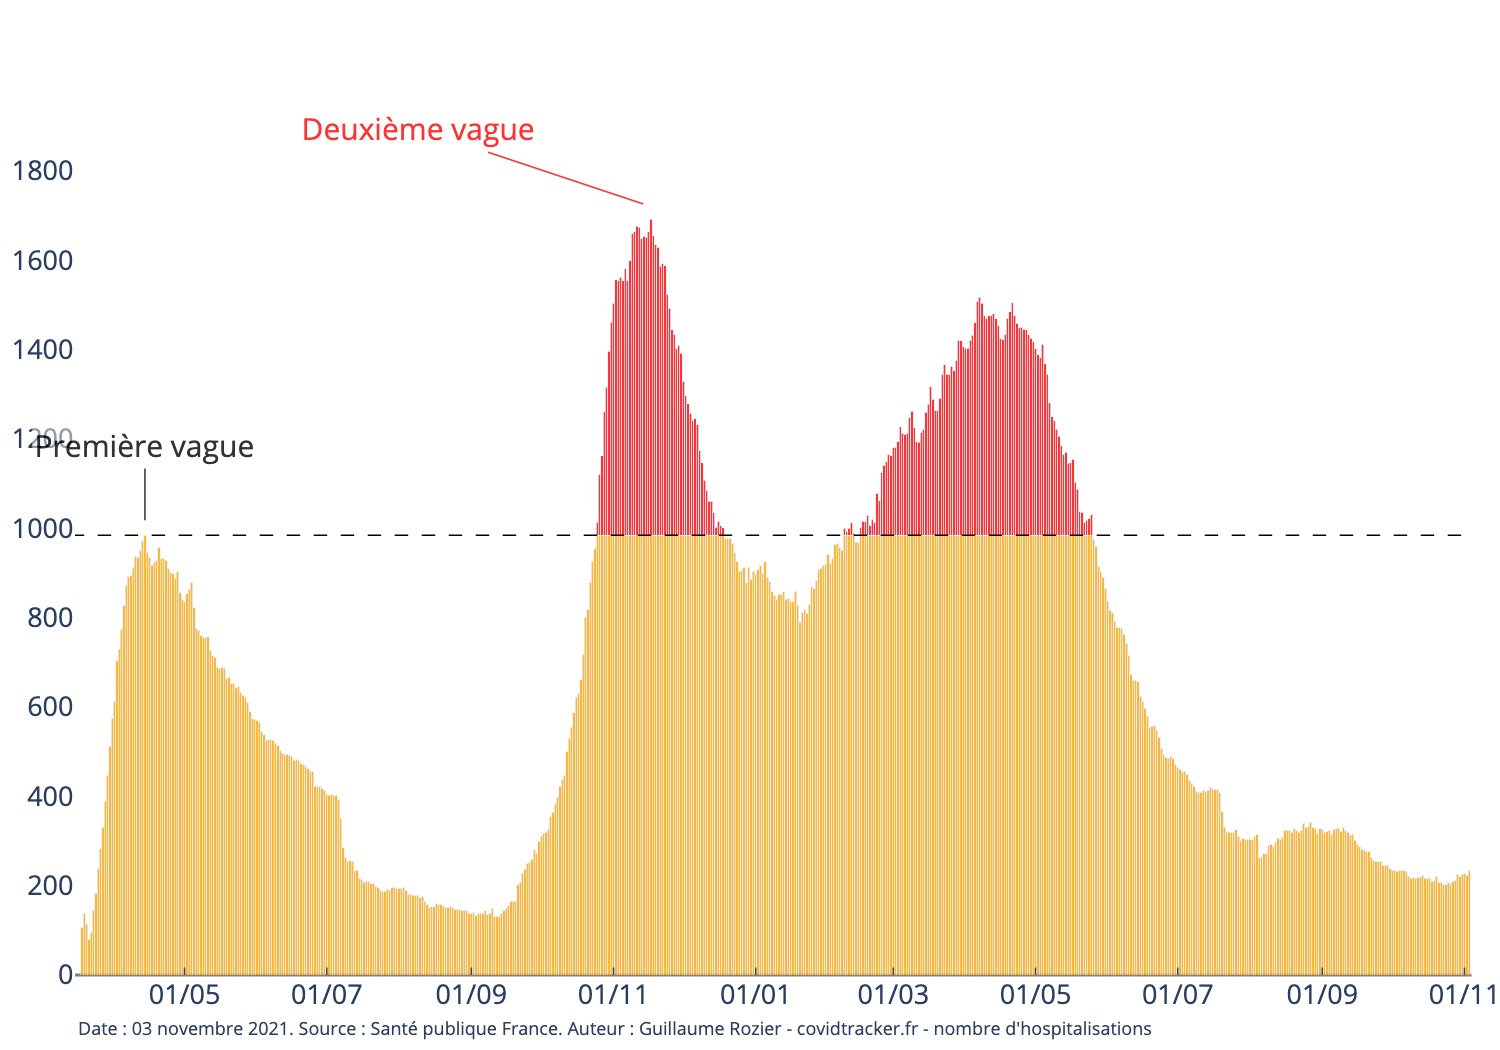 Deuxième vague
1800
1600
1400
1200
Première vague
1000
800
600
400
200
0
01/05 01/07 01/09 01/11 01/01 01/03 01/05 01/07 01/09 01/11
Date : 03 novembre 2021. Source : Santé publique France. Auteur : Guillaume Rozier - covidtracker.fr - nombre d'hospitalisations